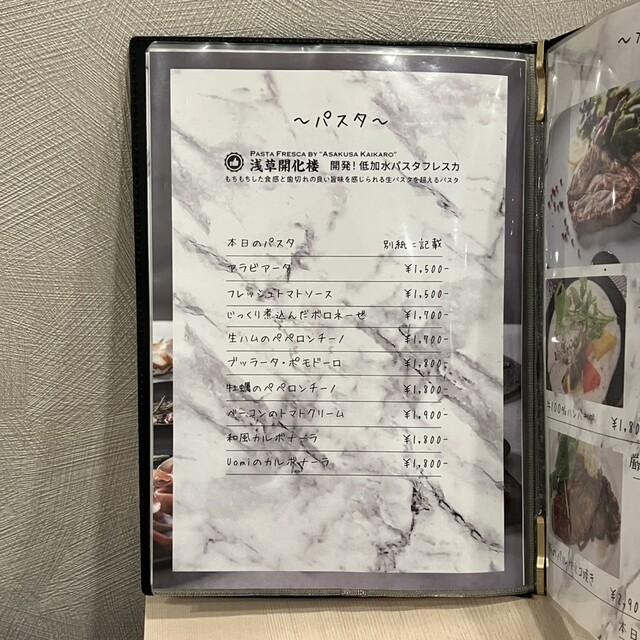 ～パスタ～
PASTA FRESCA BY "ASAKUSA KAIKARO"
浅草開化楼 開発！低加水パスタフレスカ
もちもちした食感と歯切れの良い旨味を感じられる生パスタを超えるパスタ
本日のパスタ 別紙に記載
アラビアータ ¥1,500-
フレッシュトマトソース ¥1,500-
じっくり煮込んだボロネーゼ ¥1,700-
生ハムのペペロンチーノ ¥1,700-
ブッラータ・ポモドーロ ¥1,800-
牡蠣のペペロンチーノ ¥1,800-
ベーコンのトマトクリーム ¥1,900-
和風カルボナーラ ¥1,800-
Uomiのカルボナーラ ¥1,800-